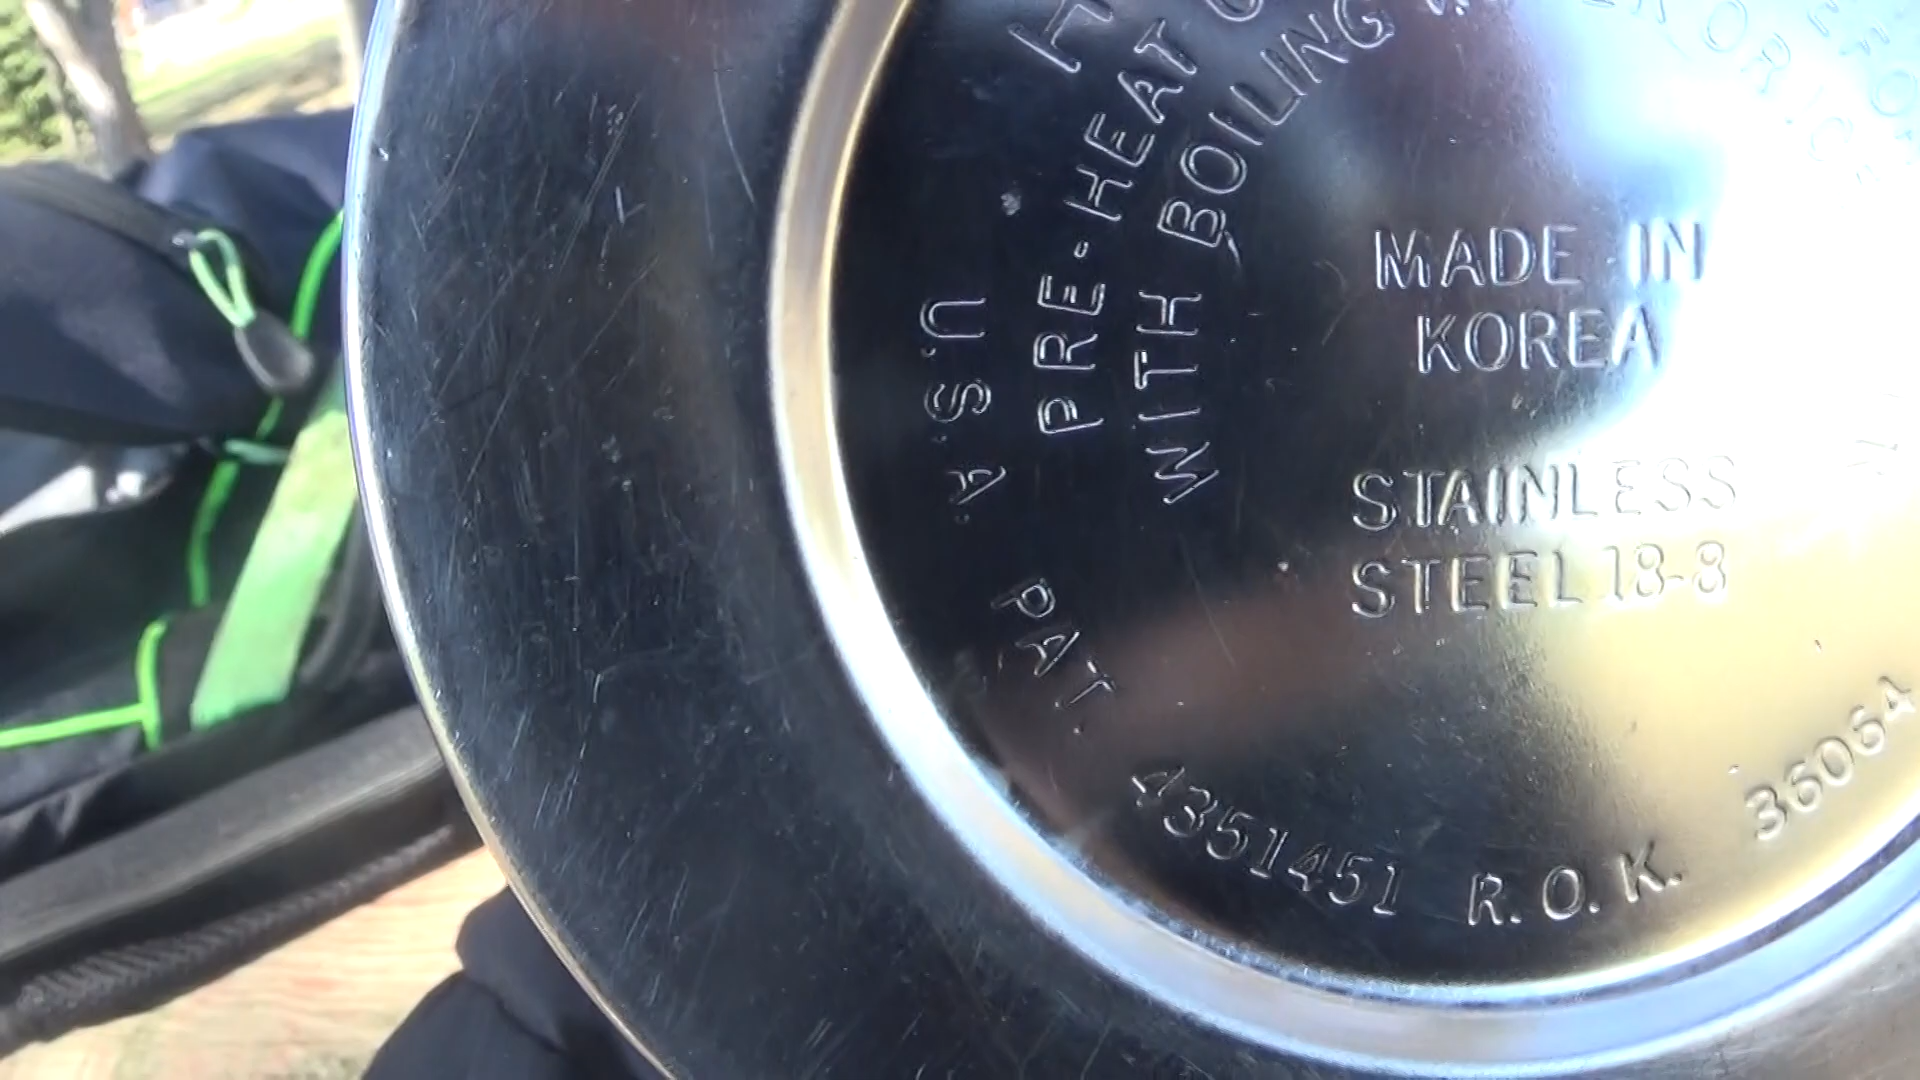 PRE-HEAT
WITH BOILING
MADE IN
KOREA
STAINLESS
STEEL 18-8
U.S.A. PAT. 4351451 R.O.K. 36064